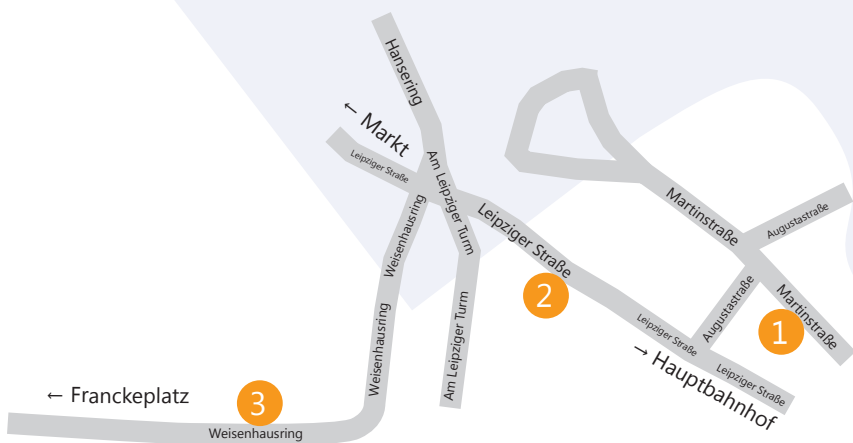 Hansering
← Markt
Leipziger Straße
Am Leipziger Turm
Weisenhausring
Leipziger Straße
Martinstraße
Augustastraße
Weisenhausring
Am Leipziger Turm
2
Leipziger Straße
Augustastraße
Martinstraße
1
→ Hauptbahnhof
Leipziger Straße
← Franckeplatz
3
Weisenhausring